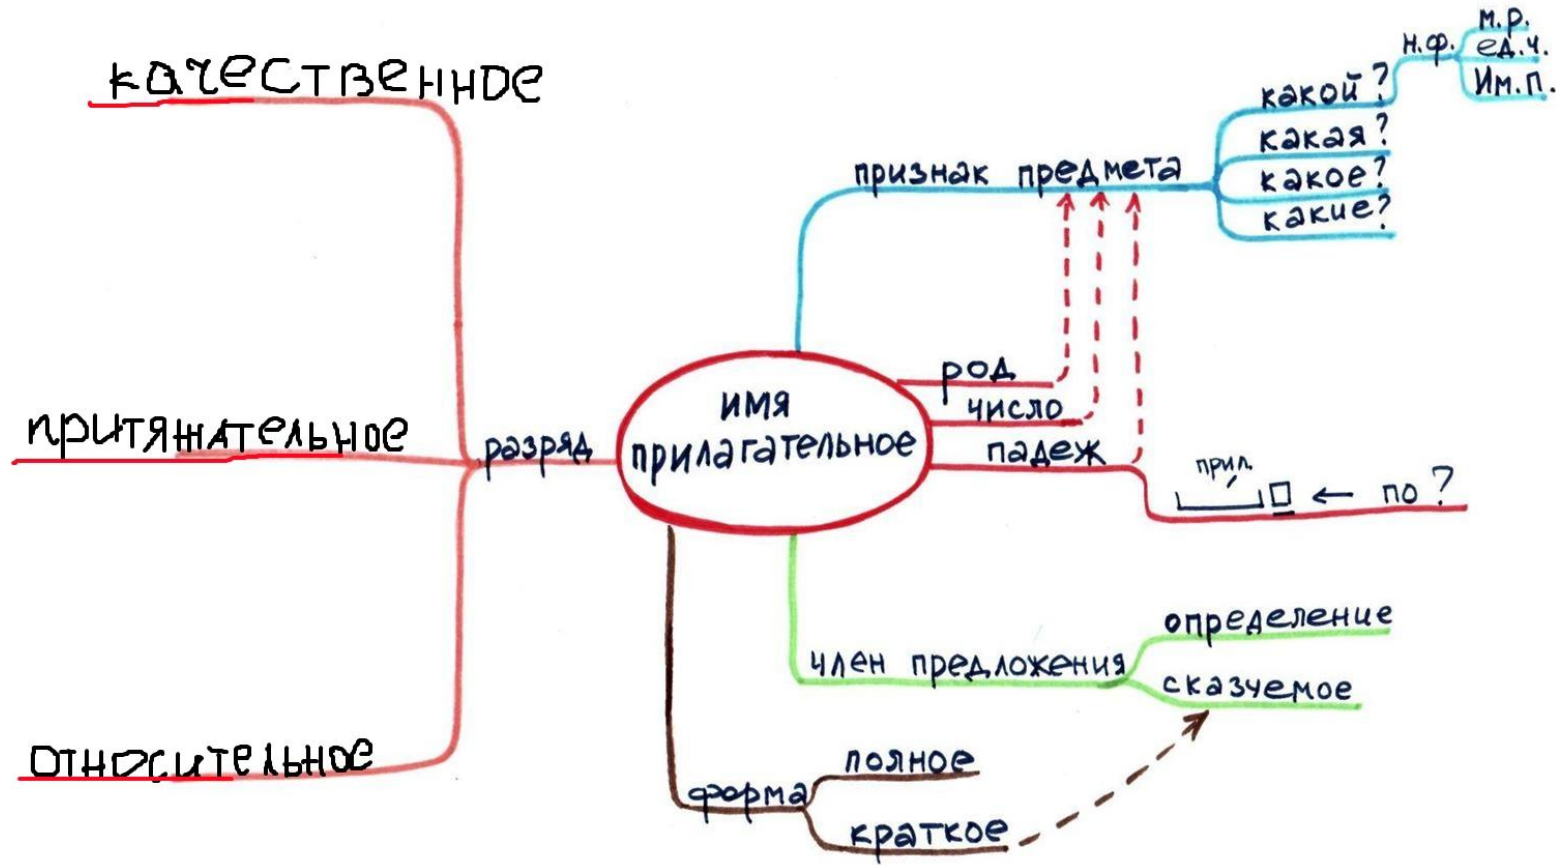 качественное
притяжательное
относительное
разряд
имя
прилагательное
признак предмета
какой?
какая?
какое?
какие?
н.ф.
м.р.
ед.ч.
Им.п.
род
число
падеж
прил.
← по?
член предложения
определение
сказуемое
форма
полное
краткое